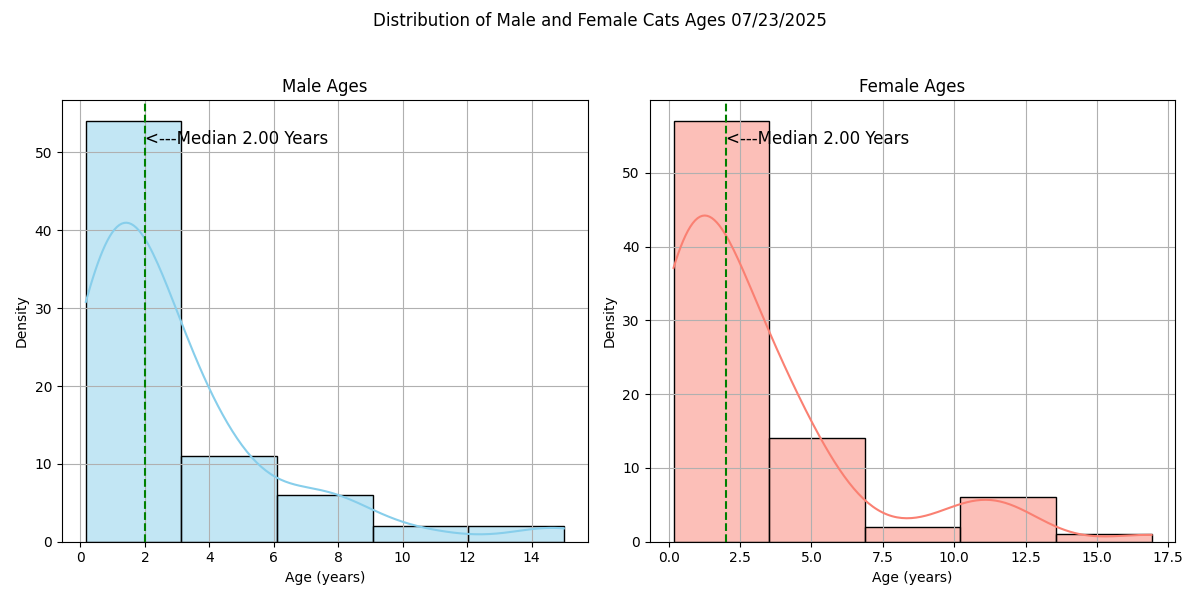 Distribution of Male and Female Cats Ages 07/23/2025
Male Ages
<---Median 2.00 Years
Density
0
10
20
30
40
50
0 2 4 6 8 10 12 14
Age (years)
Female Ages
<---Median 2.00 Years
Density
0
10
20
30
40
50
0.0 2.5 5.0 7.5 10.0 12.5 15.0 17.5
Age (years)